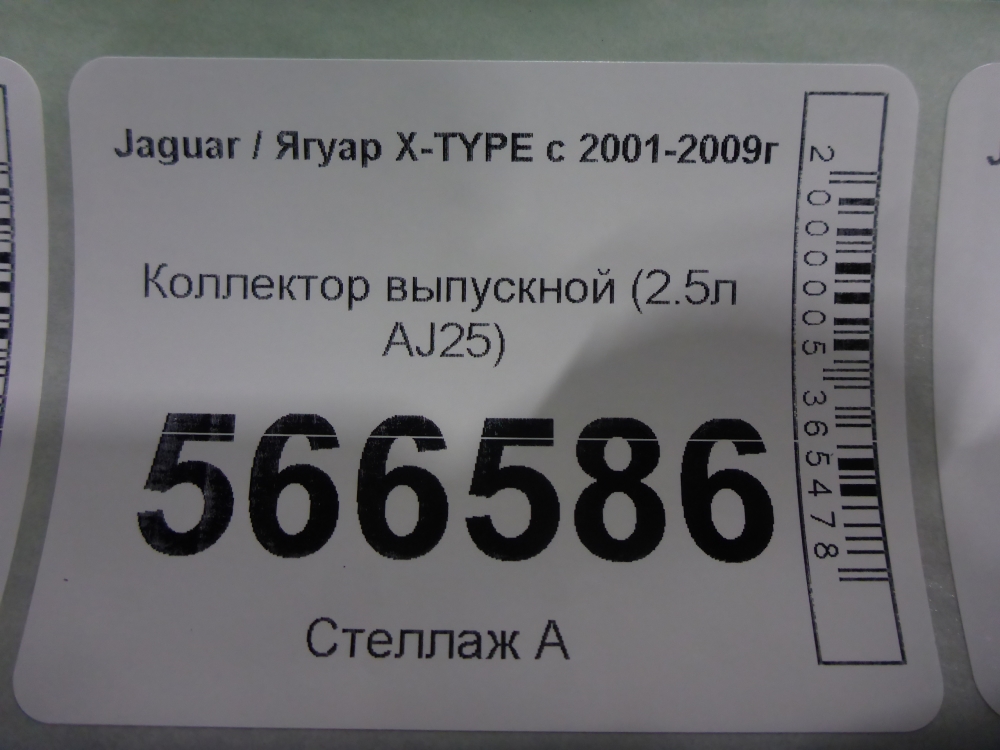 Jaguar / Ягуар X-TYPE с 2001-2009г
Коллектор выпускной (2.5л
AJ25)
566586
Стеллаж А
2000005365478